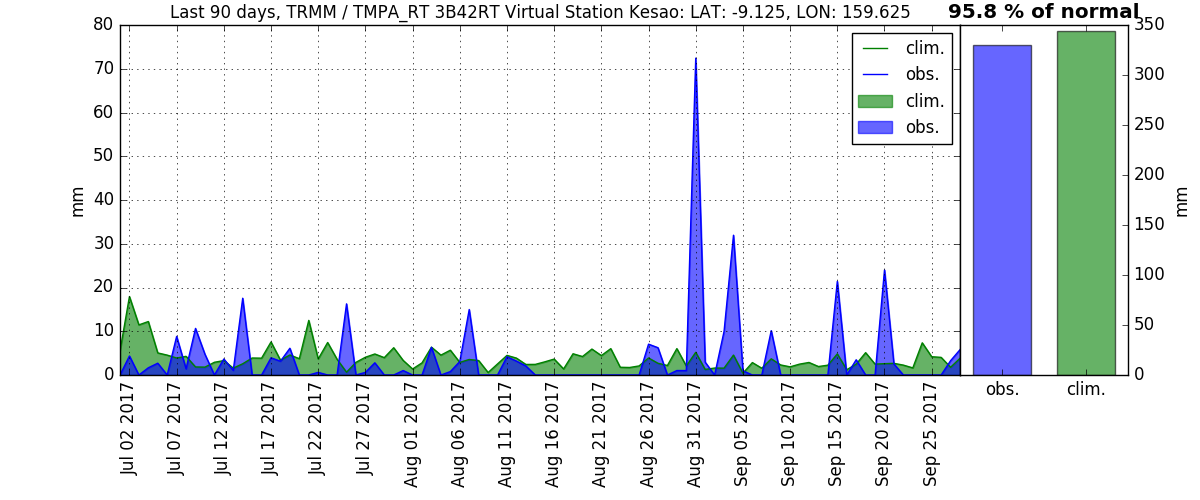 Last 90 days, TRMM / TMPA_RT 3B42RT Virtual Station Kesao: LAT: -9.125, LON: 159.625
95.8 % of normal
80
70
60
50
40
30
20
10
0
mm
clim.
obs.
clim.
obs.
350
300
250
200
150
100
50
0
mm
Jul 02 2017
Jul 07 2017
Jul 12 2017
Jul 17 2017
Jul 22 2017
Jul 27 2017
Aug 01 2017
Aug 06 2017
Aug 11 2017
Aug 16 2017
Aug 21 2017
Aug 26 2017
Aug 31 2017
Sep 05 2017
Sep 10 2017
Sep 15 2017
Sep 20 2017
Sep 25 2017
obs.
clim.